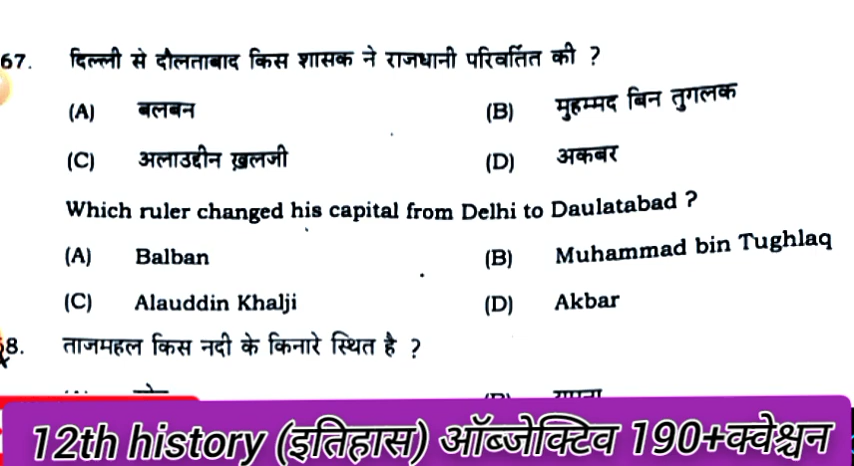 67. दिल्ली से दौलताबाद किस शासक ने राजधानी परिवर्तित की ?
(A) बलबन (B) मुहम्मद बिन तुगलक
(C) अलाउद्दीन ख़लजी (D) अकबर
Which ruler changed his capital from Delhi to Daulatabad ?
(A) Balban (B) Muhammad bin Tughlaq
(C) Alauddin Khalji (D) Akbar
8. ताजमहल किस नदी के किनारे स्थित है ?
12th history (इतिहास) ऑब्जेक्टिव 190+क्वेश्चन